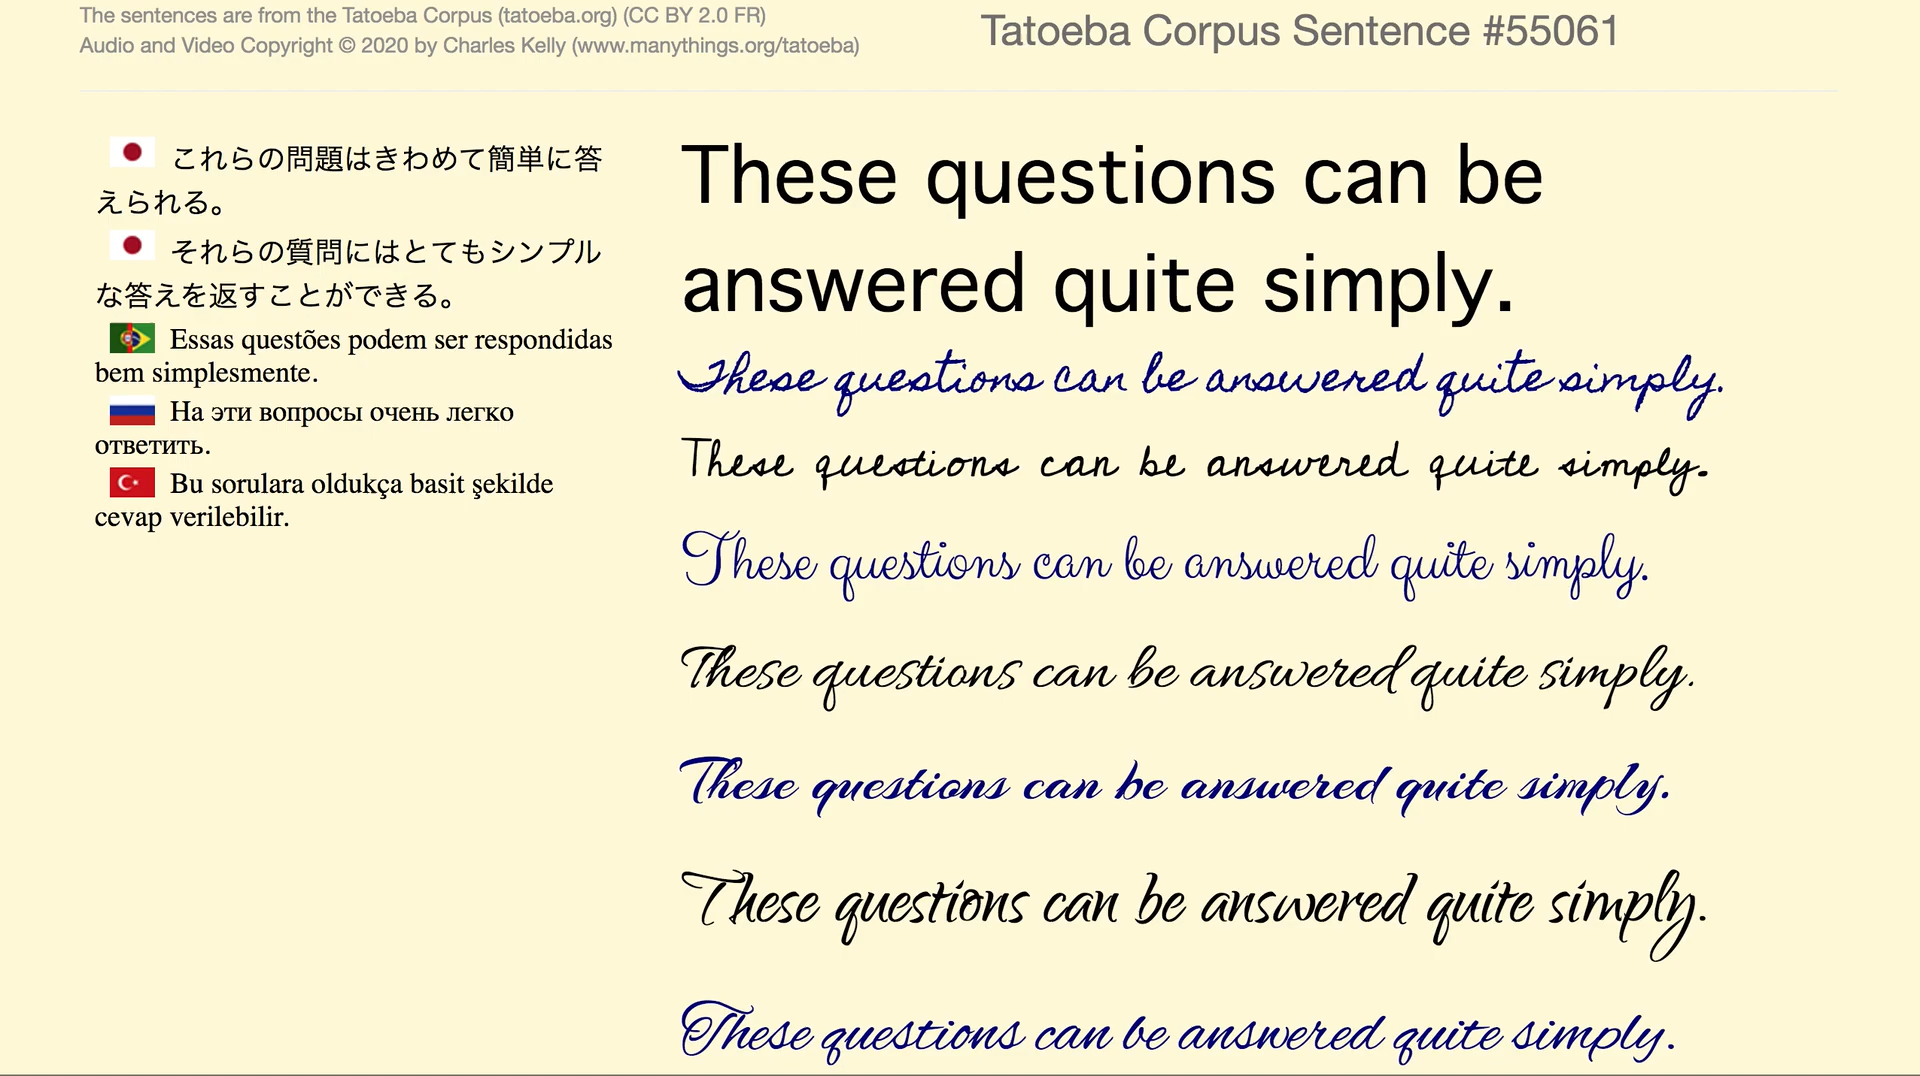 The sentences are from the Tatoeba Corpus (tatoeba.org) (CC BY 2.0 FR)
Audio and Video Copyright © 2020 by Charles Kelly (www.manythings.org/tatoeba)
Tatoeba Corpus Sentence #55061
これらの問題はきわめて簡単に答
えられる。
それらの質問にはとてもシンプル
な答えを返すことができる。
Essas questões podem ser respondidas
bem simplesmente.
На эти вопросы очень легко
ответить.
Bu sorulara oldukça basit şekilde
cevap verilebilir.
These questions can be
answered quite simply.
These questions can be answered quite simply.
These questions can be answered quite simply.
These questions can be answered quite simply.
These questions can be answered quite simply.
These questions can be answered quite simply.
These questions can be answered quite simply.
These questions can be answered quite simply.